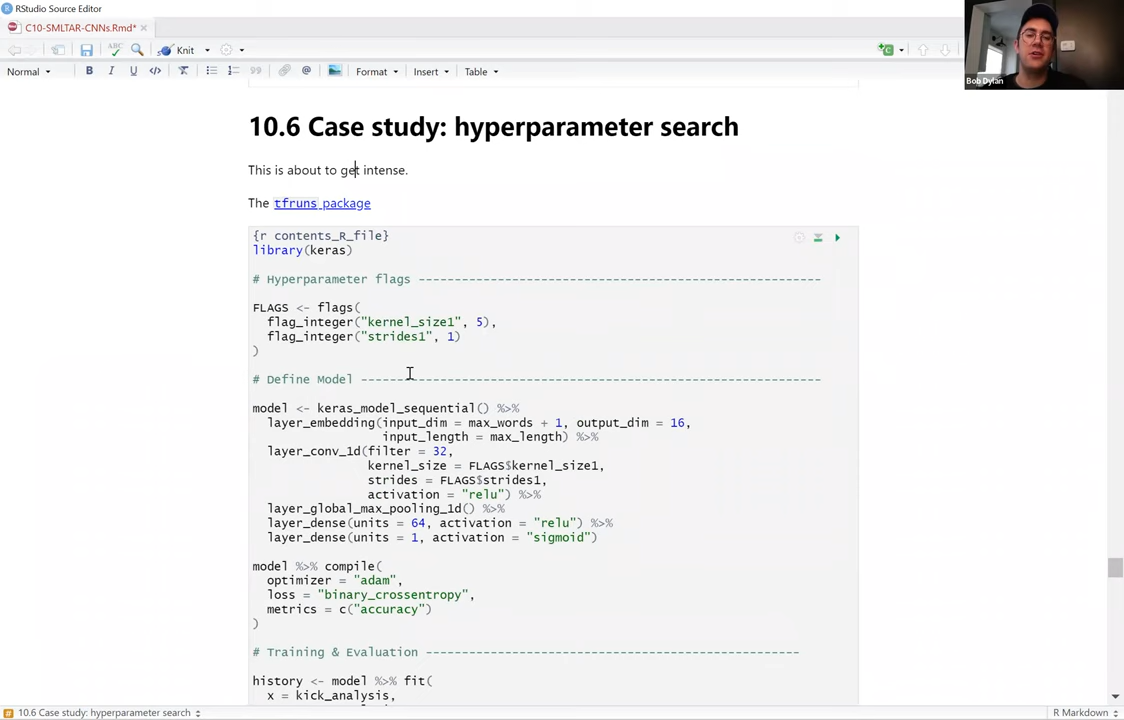 RStudio Source Editor
C10-SMLTAR-CNNs.Rmd*
ABC Knit
Normal B I U Format Insert Table
Bob Dylan
10.6 Case study: hyperparameter search
This is about to get intense.
The tfruns package
{r contents_R_file}
library(keras)
# Hyperparameter flags --------------------------------------------------------
FLAGS <- flags(
  flag_integer("kernel_size1", 5),
  flag_integer("strides1", 1)
)
# Define Model ----------------------------------------------------------------
model <- keras_model_sequential() %>%
  layer_embedding(input_dim = max_words + 1, output_dim = 16,
                  input_length = max_length) %>%
  layer_conv_1d(filter = 32,
                kernel_size = FLAGS$kernel_size1,
                strides = FLAGS$strides1,
                activation = "relu") %>%
  layer_global_max_pooling_1d() %>%
  layer_dense(units = 64, activation = "relu") %>%
  layer_dense(units = 1, activation = "sigmoid")
model %>% compile(
  optimizer = "adam",
  loss = "binary_crossentropy",
  metrics = c("accuracy")
)
# Training & Evaluation ----------------------------------------------------
history <- model %>% fit(
  x = kick_analysis,
# 10.6 Case study: hyperparameter search
R Markdown